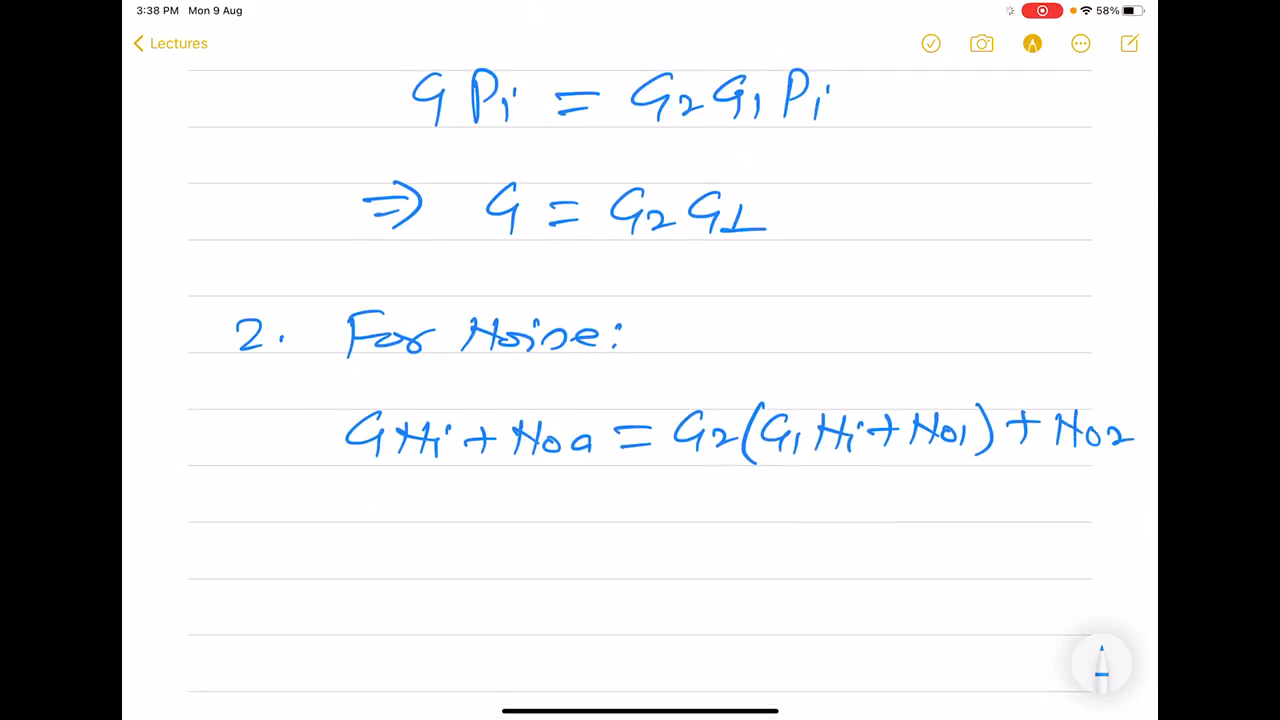 3:38 PM Mon 9 Aug 58%
Lectures
G Pi = G2 G1 Pi
⇒ G = G2 G1
2. For Noise:
G Ni + Noa = G2 (G1 Ni + No1) + No2